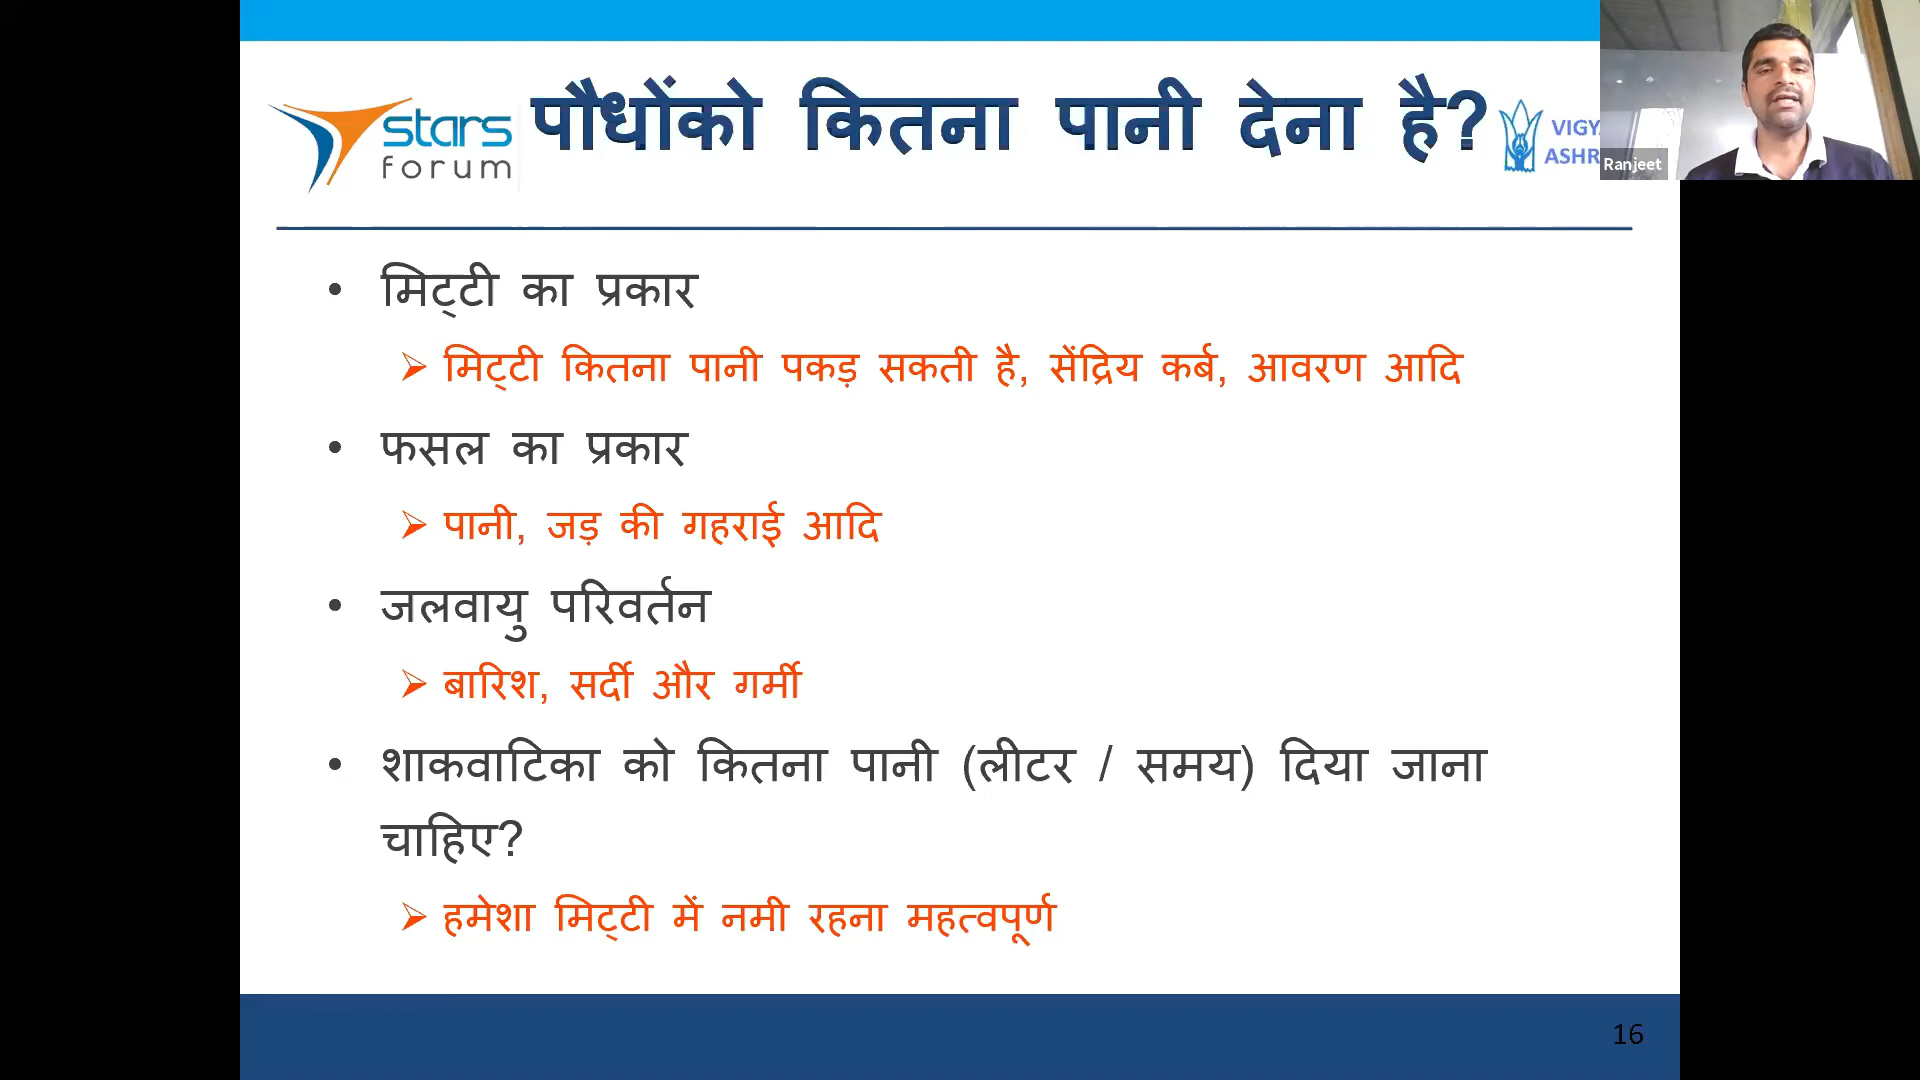 stars
forum
पौधोंको कितना पानी देना है?
ASHR
Ranjeet
• मिट्टी का प्रकार
➢ मिट्टी कितना पानी पकड़ सकती है, सेंद्रिय कर्ब, आवरण आदि
• फसल का प्रकार
➢ पानी, जड़ की गहराई आदि
• जलवायु परिवर्तन
➢ बारिश, सर्दी और गर्मी
• शाकवाटिका को कितना पानी (लीटर / समय) दिया जाना
चाहिए?
➢ हमेशा मिट्टी में नमी रहना महत्वपूर्ण
16